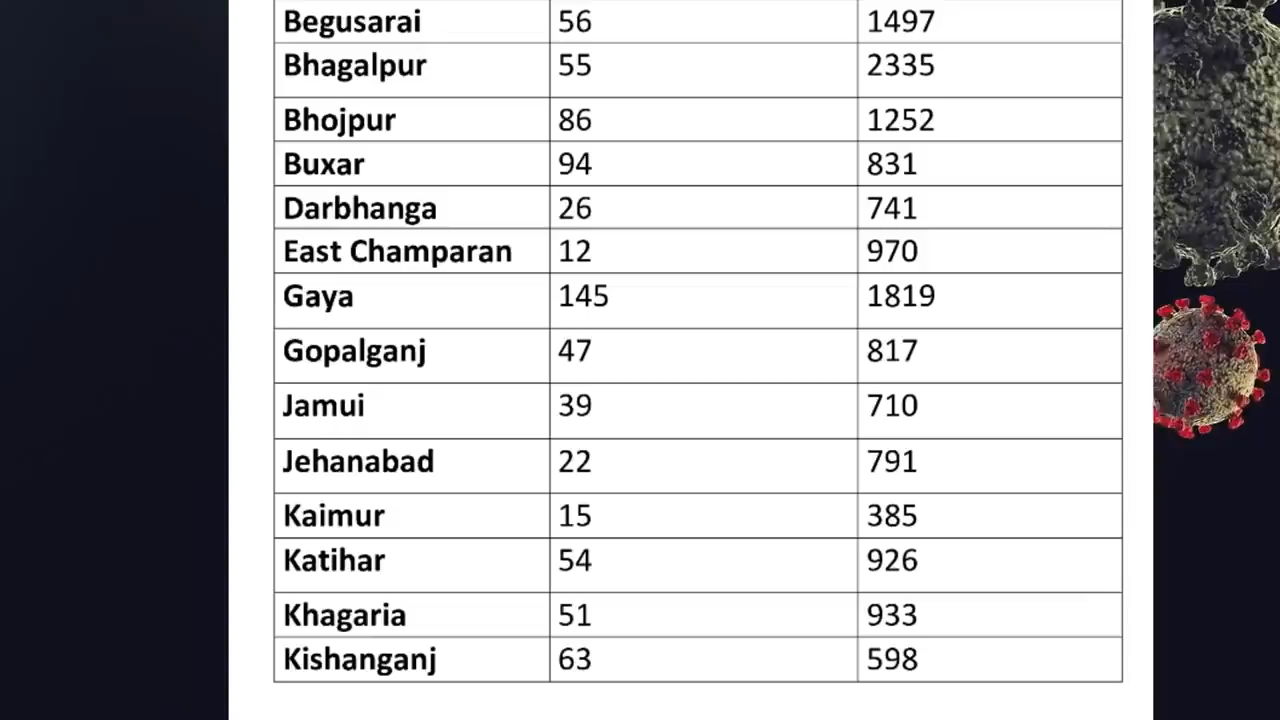 Begusarai 56 1497
Bhagalpur 55 2335
Bhojpur 86 1252
Buxar 94 831
Darbhanga 26 741
East Champaran 12 970
Gaya 145 1819
Gopalganj 47 817
Jamui 39 710
Jehanabad 22 791
Kaimur 15 385
Katihar 54 926
Khagaria 51 933
Kishanganj 63 598